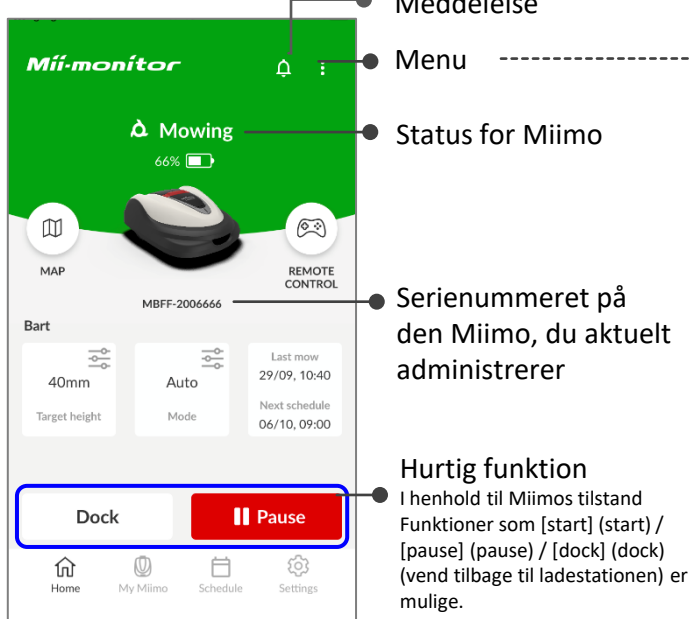 Meddelelse
Mii-monitor
Menu
Mowing
Status for Miimo
66%
MAP
REMOTE
CONTROL
MBFF-2006666
Serienummeret på
den Miimo, du aktuelt
administrerer
Bart
40mm
Target height
Auto
Mode
Last mow
29/09, 10:40
Next schedule
06/10, 09:00
Hurtig funktion
I henhold til Miimos tilstand
Funktioner som [start] (start) /
[pause] (pause) / [dock] (dock)
(vend tilbage til ladestationen) er
mulige.
Dock
Pause
Home
My Miimo
Schedule
Settings